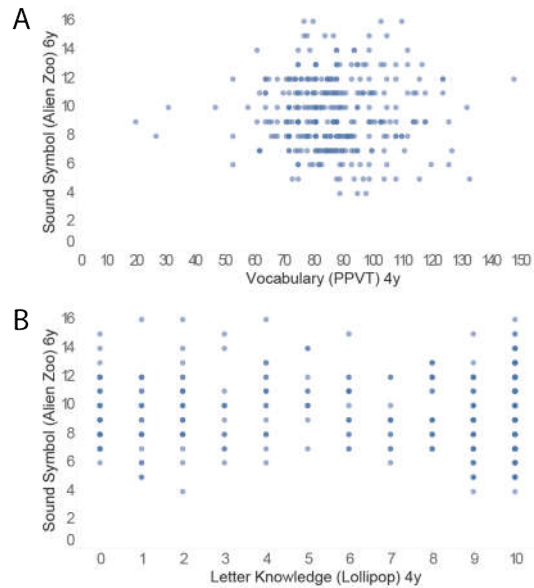 A
Sound Symbol (Alien Zoo) 6y
16
14
12
10
8
6
4
2
0
0 10 20 30 40 50 60 70 80 90 100 110 120 130 150
Vocabulary (PPVT) 4y
B
Sound Symbol (Alien Zoo) 6y
16
14
12
10
8
6
4
2
0
0 1 2 3 4 5 6 7 8 9 10
Letter Knowledge (Lollipop) 4y